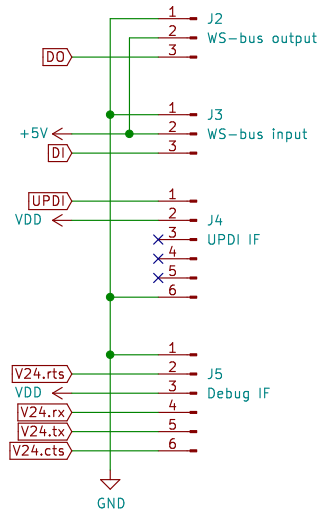 1 J2
2 WS-bus output
DO 3
1 J3
+5V 2 WS-bus input
DI 3
UPDI 1
VDD 2 J4
3 UPDI IF
4
5
6
1
V24.rts 2 J5
VDD 3 Debug IF
V24.rx 4
V24.tx 5
V24.cts 6
GND